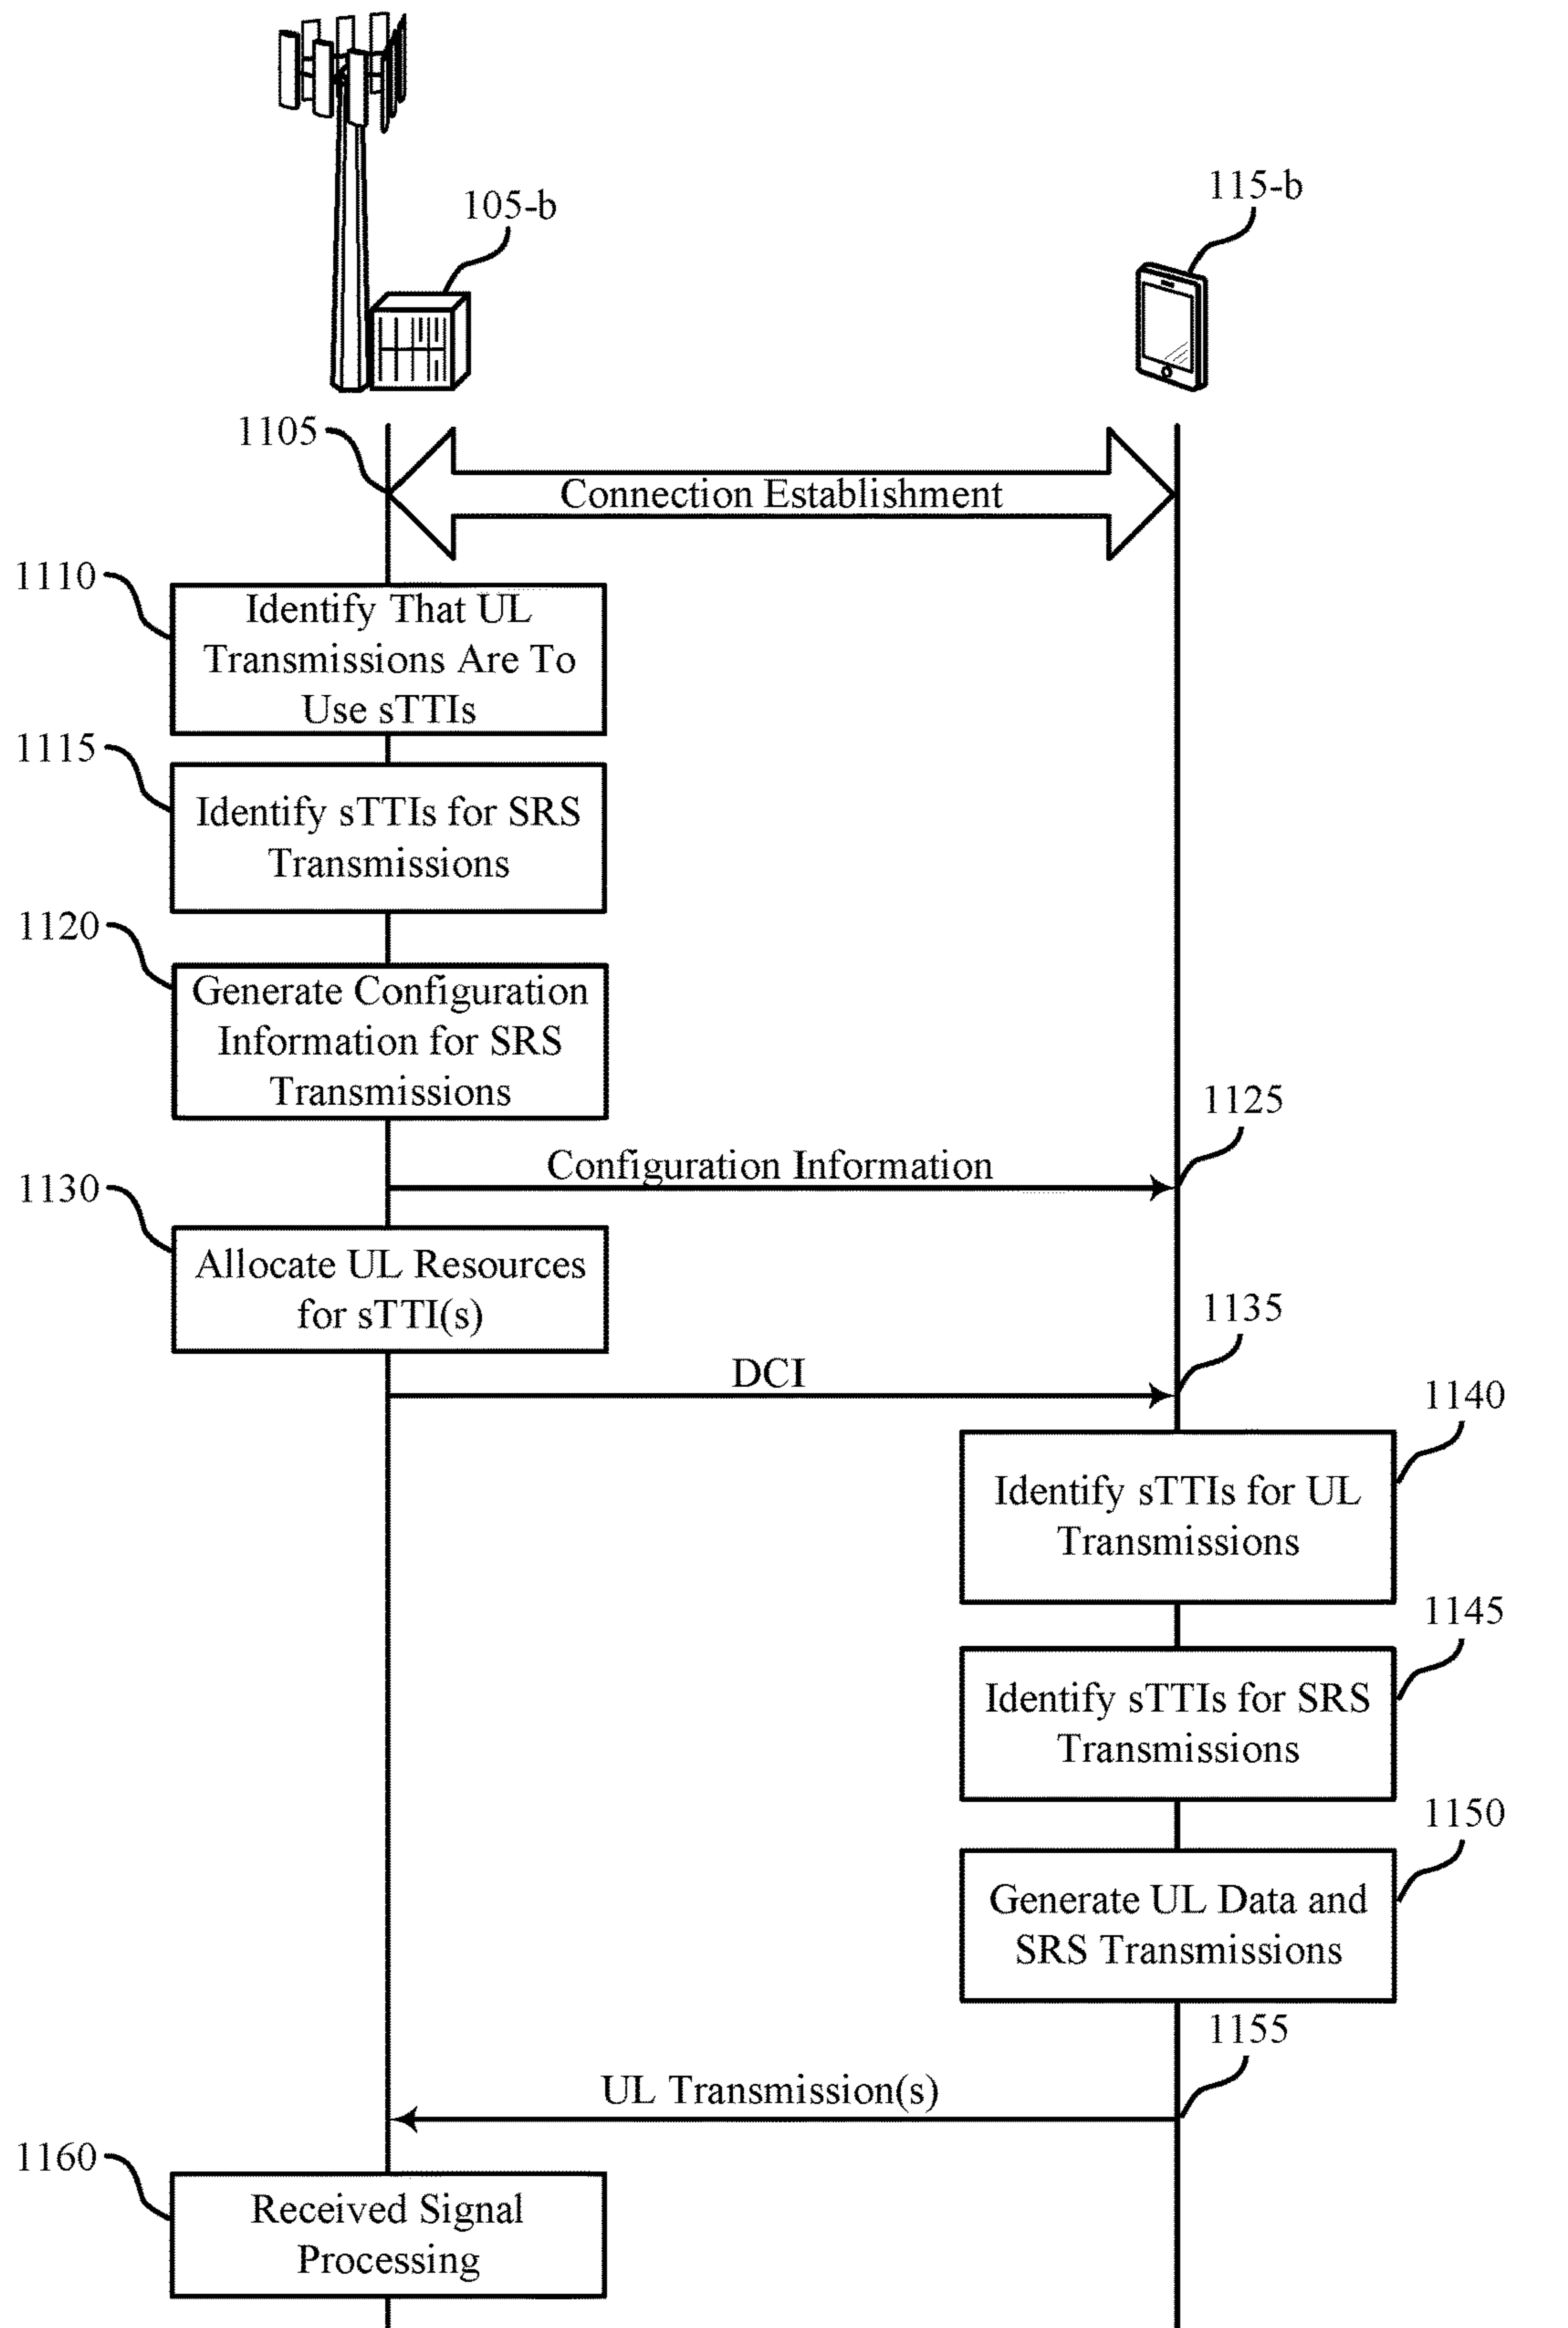 105-b
115-b
1105
Connection Establishment
1110
Identify That UL
Transmissions Are To
Use sTTIs
1115
Identify sTTIs for SRS
Transmissions
1120
Generate Configuration
Information for SRS
Transmissions
1125
Configuration Information
1130
Allocate UL Resources
for sTTI(s)
1135
DCI
1140
Identify sTTIs for UL
Transmissions
1145
Identify sTTIs for SRS
Transmissions
1150
Generate UL Data and
SRS Transmissions
1155
UL Transmission(s)
1160
Received Signal
Processing